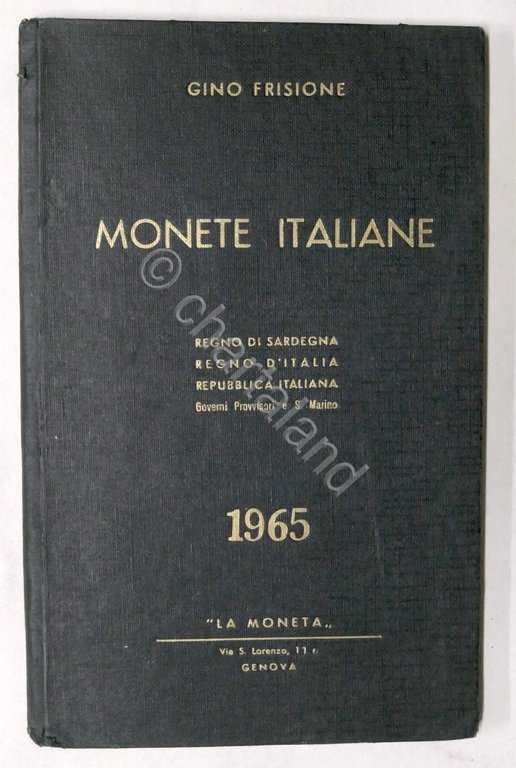 GINO FRISIONE
MONETE ITALIANE
REGNO DI SARDEGNA
REGNO D'ITALIA
REPUBBLICA ITALIANA
Governi Provvisori e S. Marino
1965
"LA MONETA„
Via S. Lorenzo, 11 r.
GENOVA
© chartaland